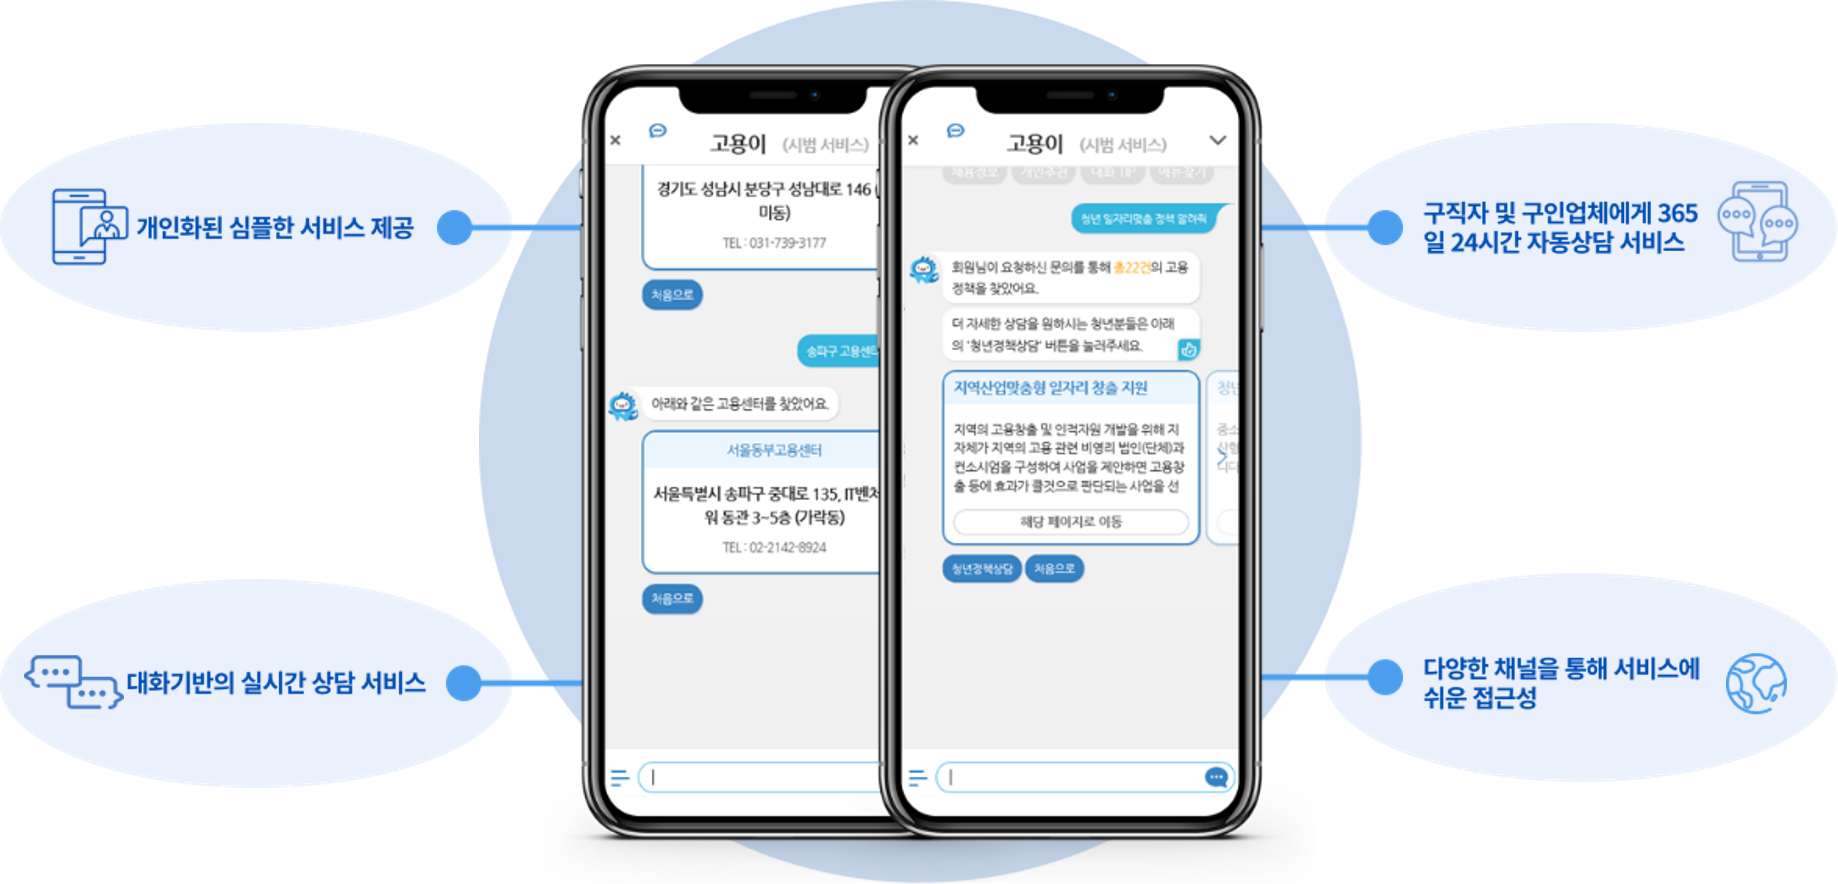 개인화된 심플한 서비스 제공
대화기반의 실시간 상담 서비스
고용이 (시범 서비스)
경기도 성남시 분당구 성남대로 146 (
미동)
TEL : 031-739-3177
처음으로
송파구 고용센터
아래와 같은 고용센터를 찾았어요.
서울동부고용센터
서울특별시 송파구 중대로 135, IT벤처
워 동관 3~5층 (가락동)
TEL : 02-2142-8924
처음으로
고용이 (시범 서비스)
채용정보 개인추천 대화 TIP 메뉴찾기
청년 일자리맞춤 정책 알려줘
회원님이 요청하신 문의를 통해 총22건의 고용
정책을 찾았어요.
더 자세한 상담을 원하시는 청년분들은 아래
의 '청년정책상담' 버튼을 눌러주세요.
지역산업맞춤형 일자리 창출 지원
지역의 고용창출 및 인적자원 개발을 위해 지
자체가 지역의 고용 관련 비영리 법인(단체)과
컨소시엄을 구성하여 사업을 제안하면 고용창
출 등에 효과가 클것으로 판단되는 사업을 선
해당 페이지로 이동
청년정책상담 처음으로
구직자 및 구인업체에게 365
일 24시간 자동상담 서비스
다양한 채널을 통해 서비스에
쉬운 접근성